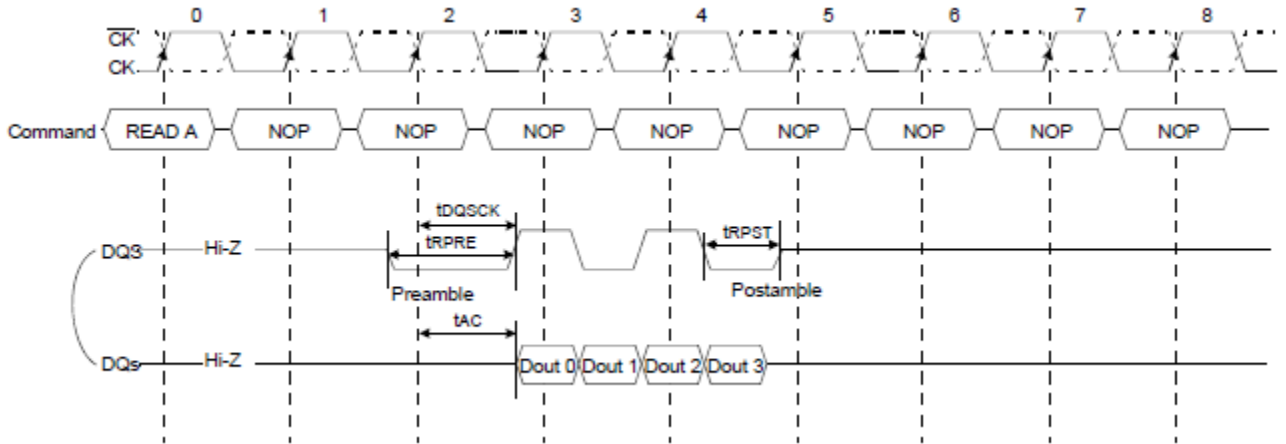 0 1 2 3 4 5 6 7 8
CK
CK
Command READ A NOP NOP NOP NOP NOP NOP NOP NOP
tDQSCK
DQS Hi-Z tRPRE tRPST
Preamble Postamble
tAC
DQs Hi-Z Dout 0 Dout 1 Dout 2 Dout 3